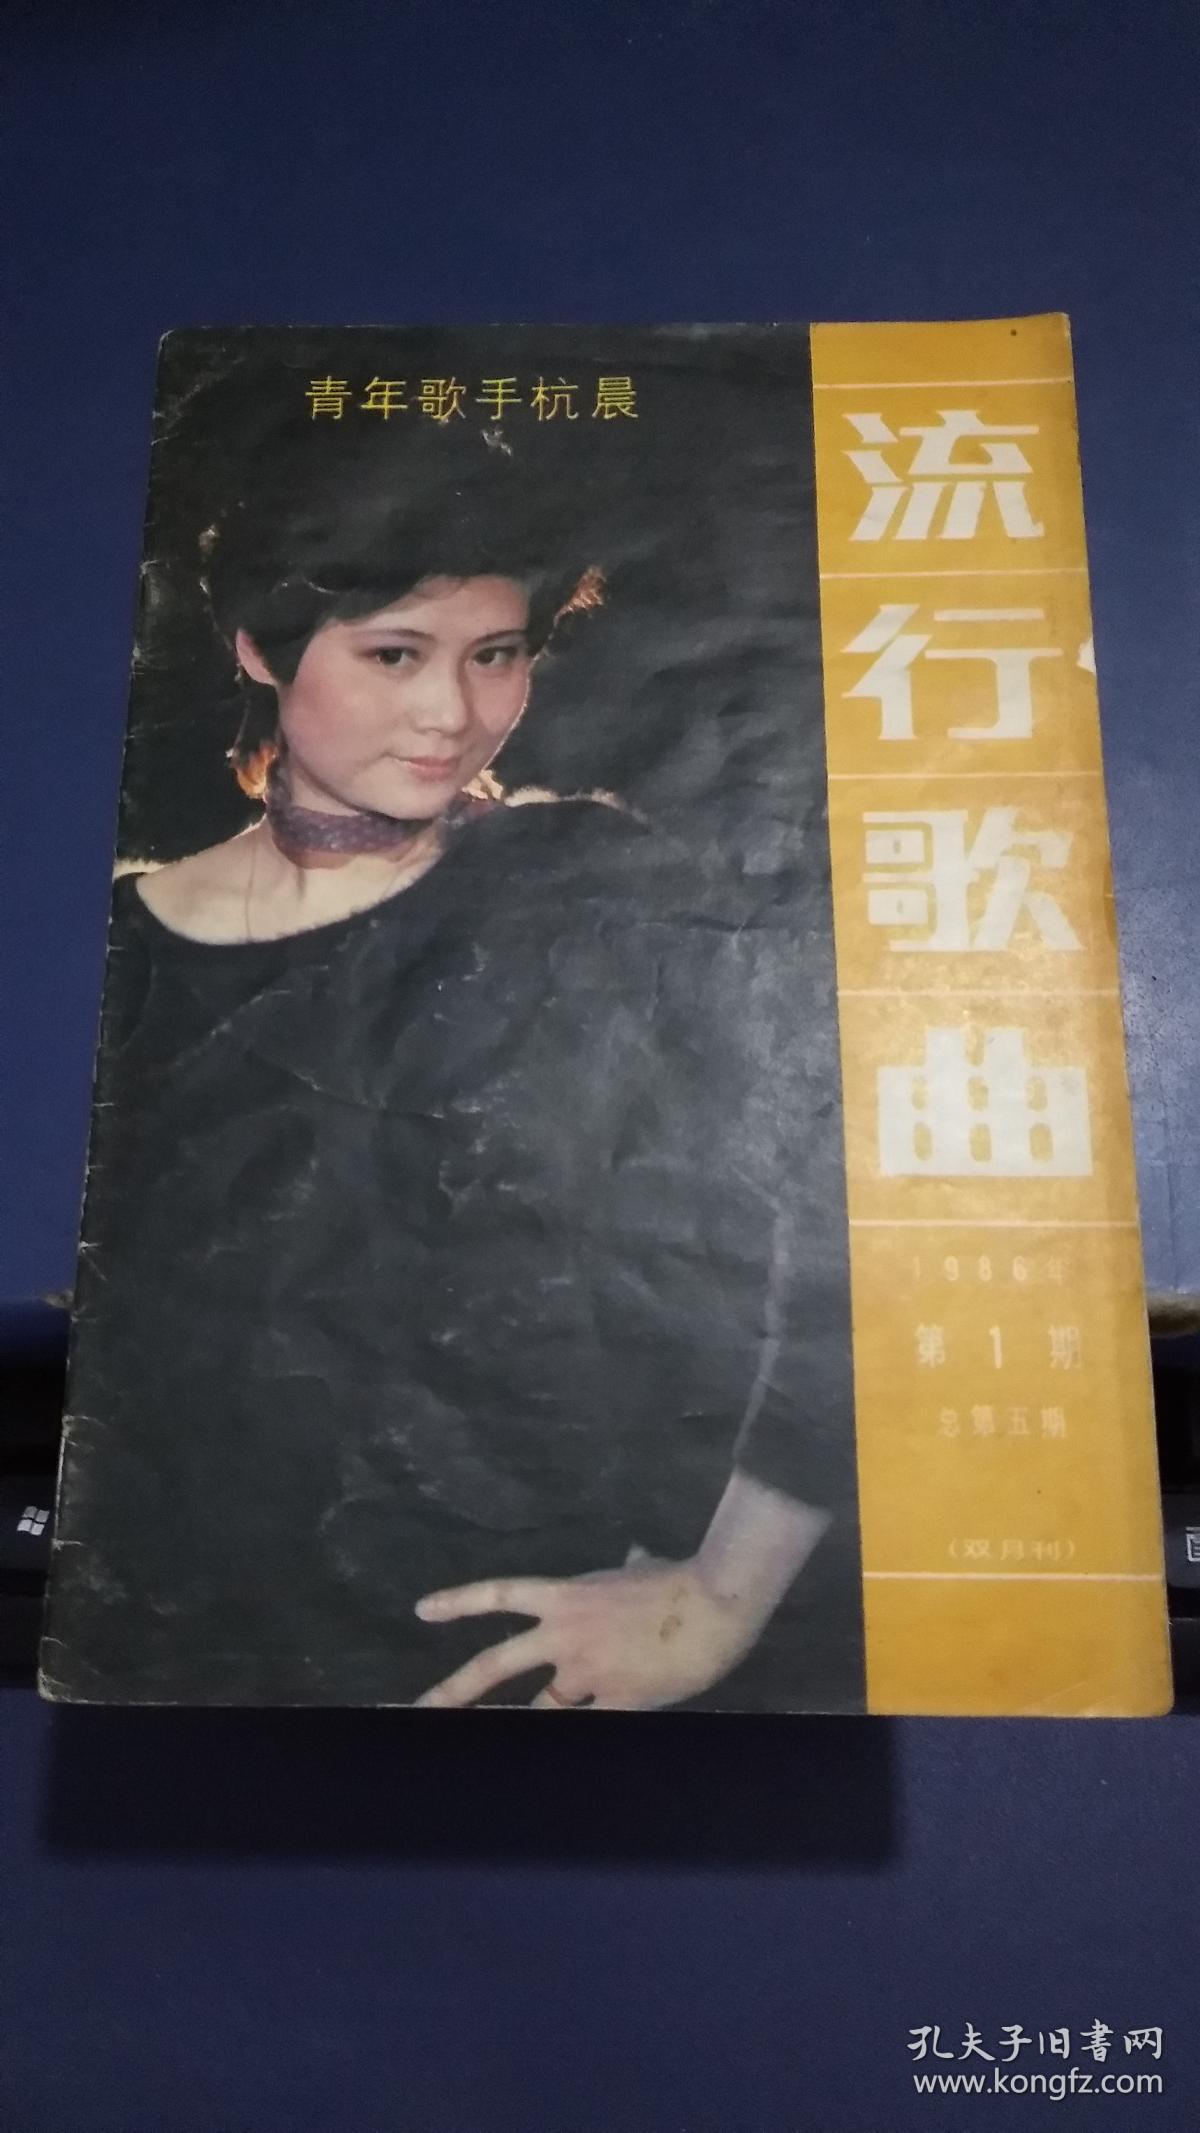 青年歌手杭晨
流行歌曲
1986年
第1期
总第五期
（双月刊）
孔夫子旧书网
www.kongfz.com